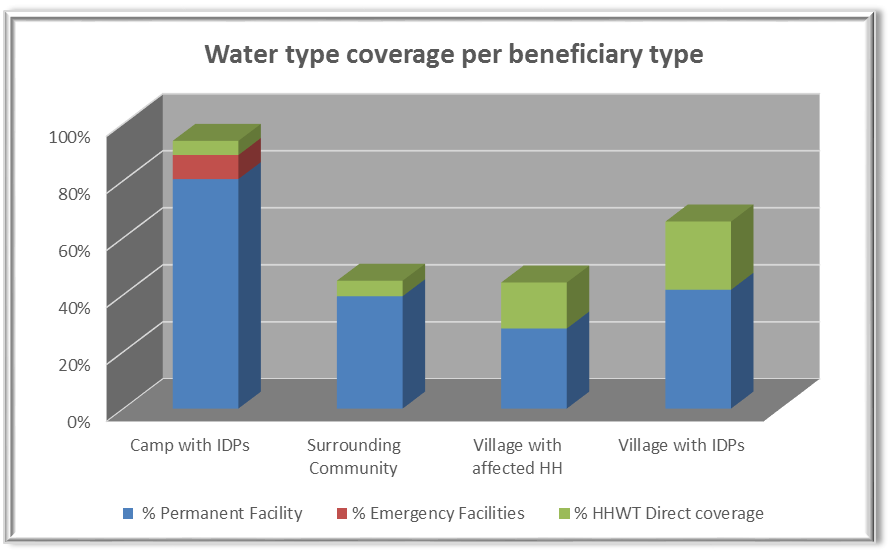 Water type coverage per beneficiary type
100%
80%
60%
40%
20%
0%
Camp with IDPs
Surrounding
Community
Village with
affected HH
Village with IDPs
% Permanent Facility
% Emergency Facilities
% HHWT Direct coverage